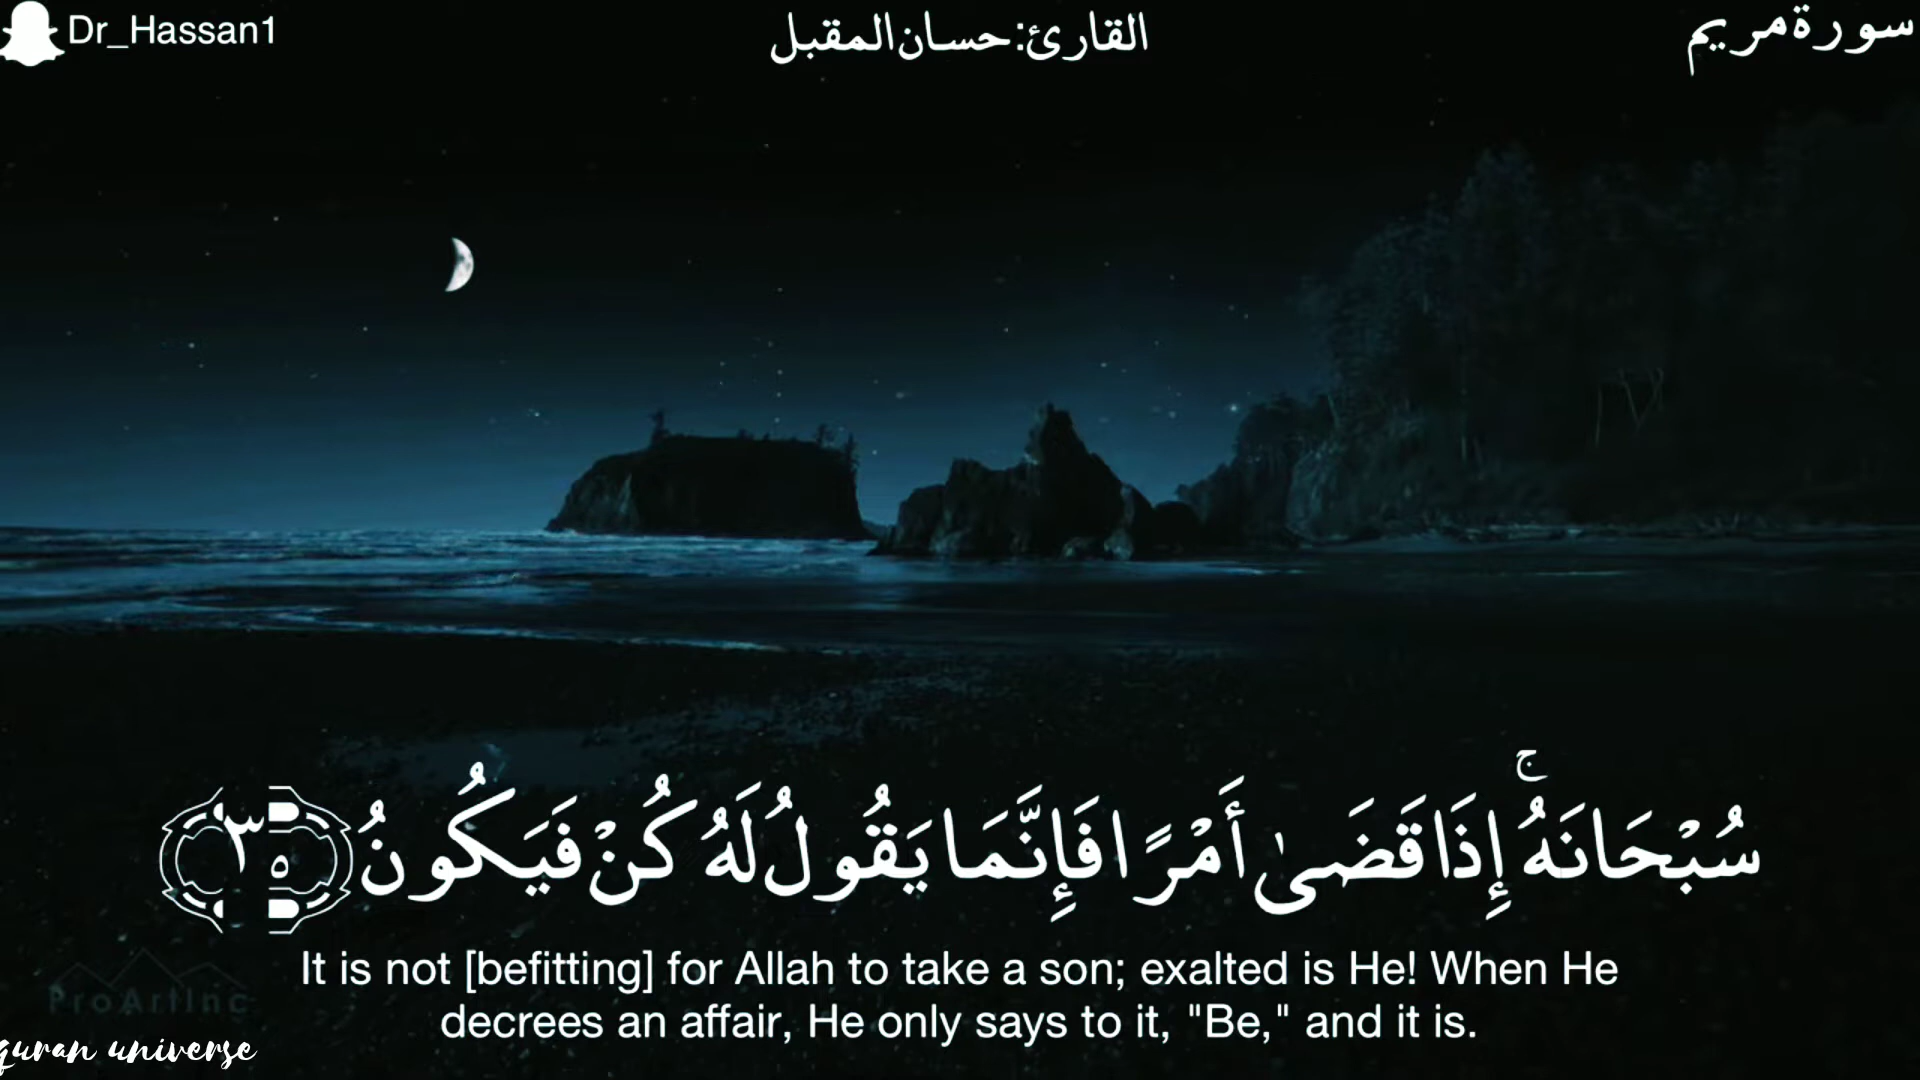 Dr_Hassan1
القارئ: حسان المقبل
سورة مريم
سُبْحَانَهُ ۚ إِذَا قَضَىٰ أَمْرًا فَإِنَّمَا يَقُولُ لَهُ كُنْ فَيَكُونُ ٣٥
It is not [befitting] for Allah to take a son; exalted is He! When He
decrees an affair, He only says to it, "Be," and it is.
ProArtInc
quran universe